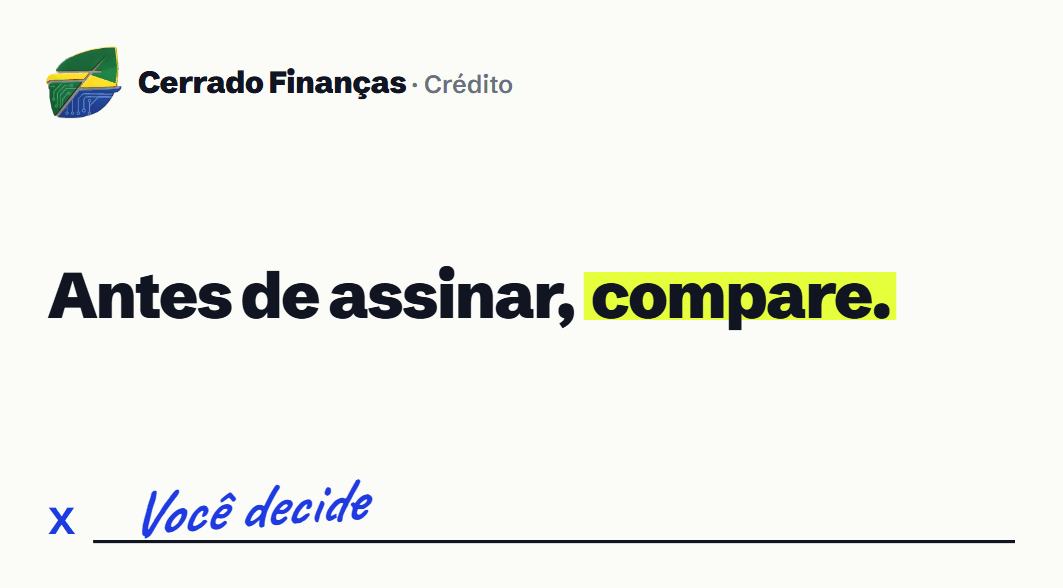 Cerrado Finanças · Crédito
Antes de assinar, compare.
x Você decide